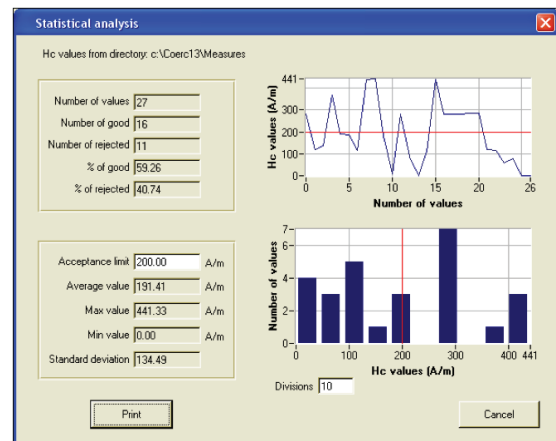 Statistical analysis
Hc values from directory: c:\Coerc13\Measures
Number of values 27
Number of good 16
Number of rejected 11
% of good 59.26
% of rejected 40.74
Acceptance limit 200.00 A/m
Average value 191.41 A/m
Max value 441.33 A/m
Min value 0.00 A/m
Standard deviation 134.49
Print
Hc values (A/m)
441
300
200
100
0
0 5 10 15 20 26
Number of values
Number of values
7
6
4
2
0
0 100 200 300 400 441
Hc values (A/m)
Divisions 10
Cancel